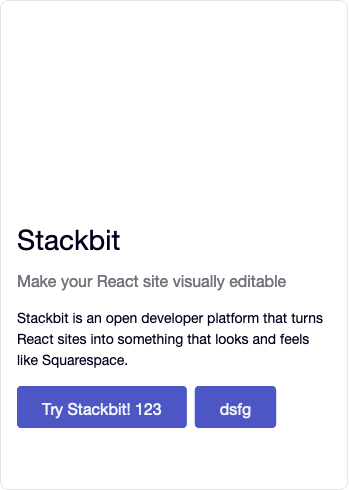 Stackbit
Make your React site visually editable
Stackbit is an open developer platform that turns
React sites into something that looks and feels
like Squarespace.
Try Stackbit! 123
dsfg